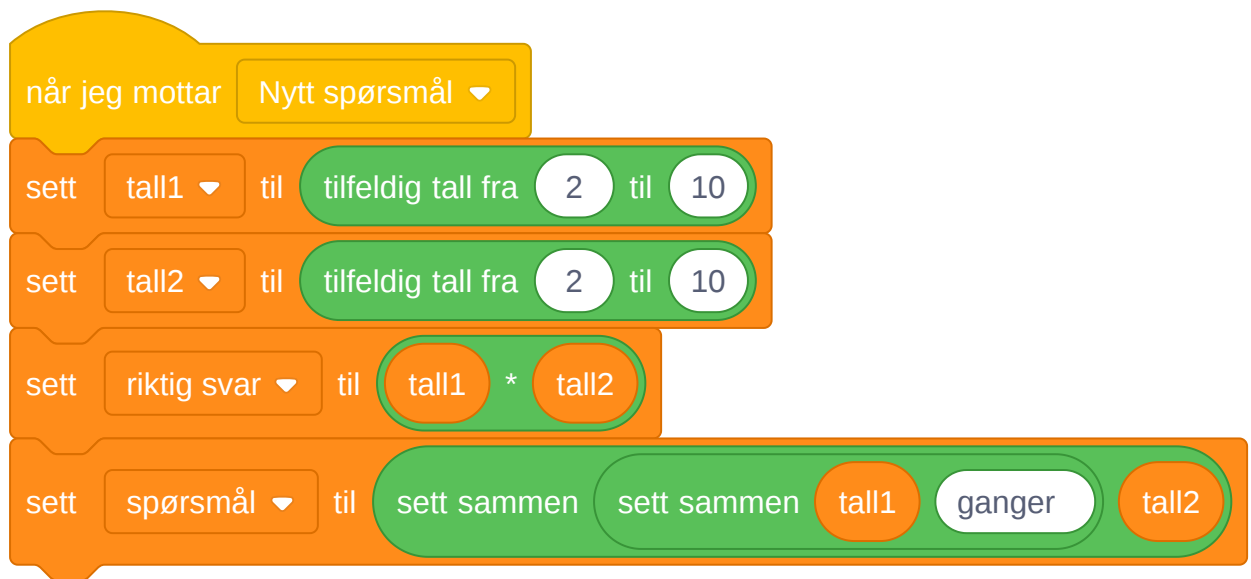 når jeg mottar Nytt spørsmål
sett tall1 til tilfeldig tall fra 2 til 10
sett tall2 til tilfeldig tall fra 2 til 10
sett riktig svar til tall1 * tall2
sett spørsmål til sett sammen sett sammen tall1 ganger tall2